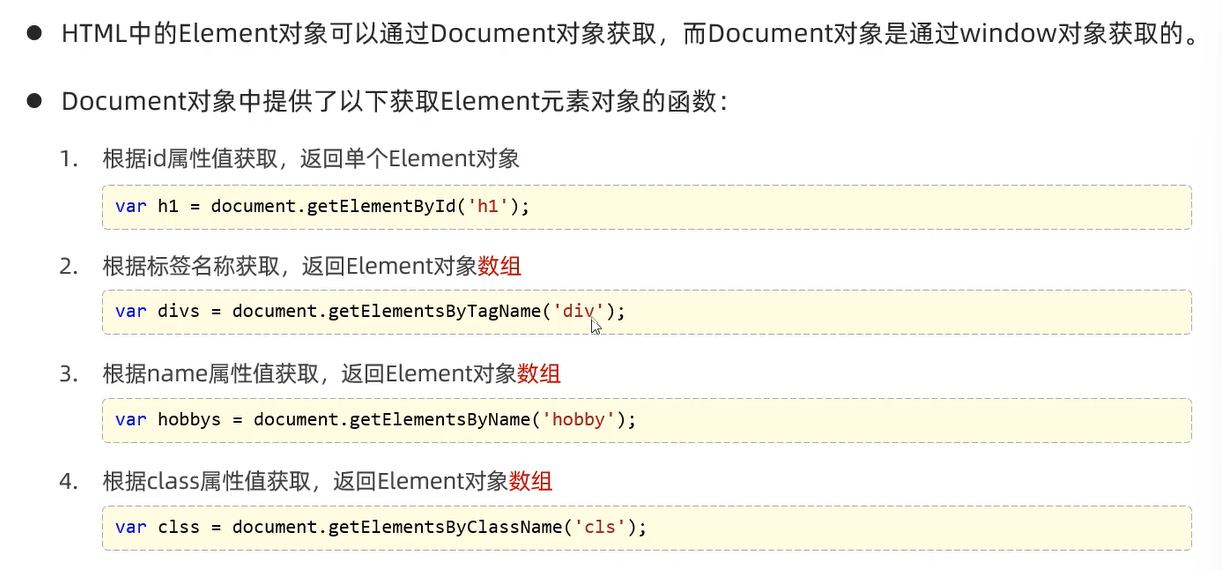 ● HTML中的Element对象可以通过Document对象获取，而Document对象是通过window对象获取的。
● Document对象中提供了以下获取Element元素对象的函数：
1. 根据id属性值获取，返回单个Element对象
var h1 = document.getElementById('h1');
2. 根据标签名称获取，返回Element对象数组
var divs = document.getElementsByTagName('div');
3. 根据name属性值获取，返回Element对象数组
var hobbys = document.getElementsByName('hobby');
4. 根据class属性值获取，返回Element对象数组
var clss = document.getElementsByClassName('cls');